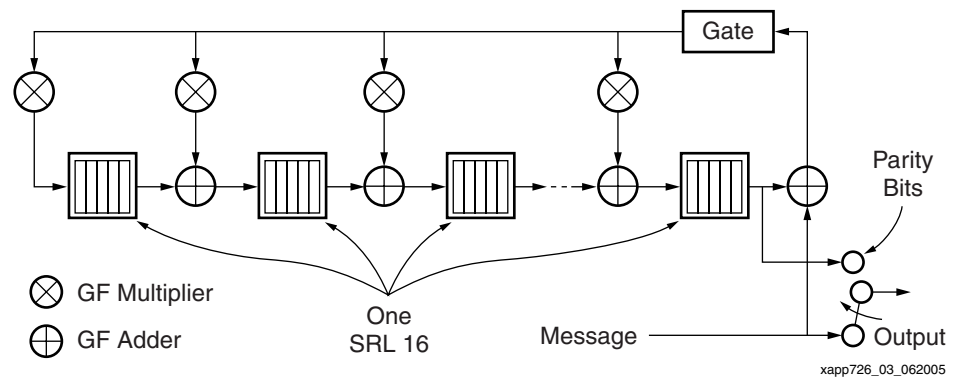 Gate
Parity
Bits
GF Multiplier
GF Adder
One
SRL 16
Message
Output
xapp726_03_062005